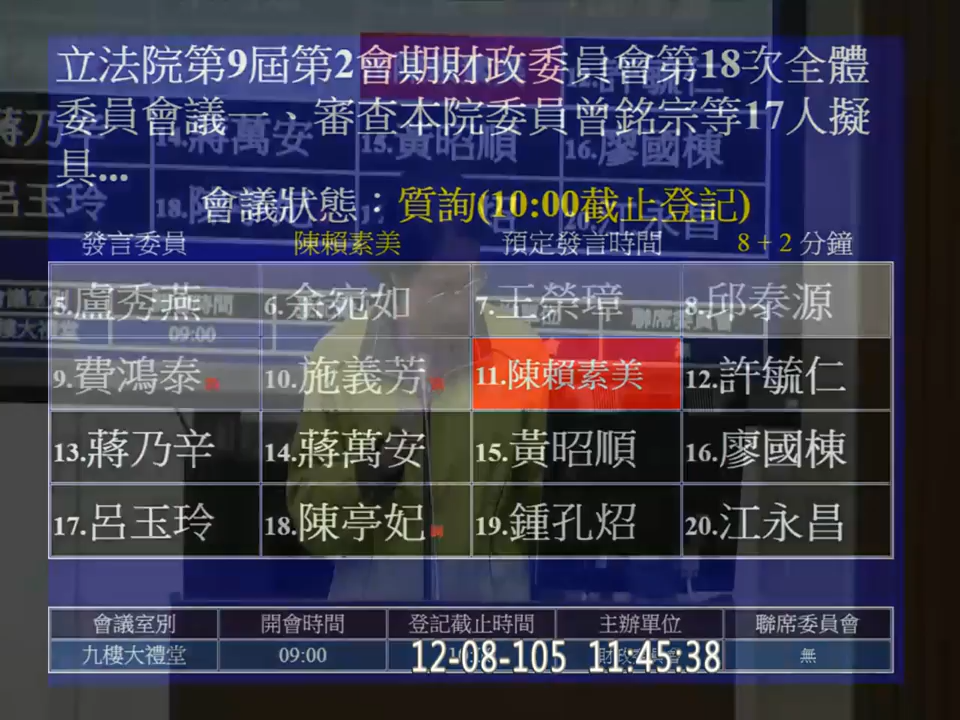 立法院第9屆第2會期財政委員會第18次全體
委員會議一、審查本院委員曾銘宗等17人擬
具...
會議狀態：質詢(10:00截止登記)
發言委員 陳賴素美 預定發言時間 8 + 2 分鐘
5.盧秀燕 6.余宛如 7.王榮璋 8.邱泰源
9.費鴻泰 10.施義芳 11.陳賴素美 12.許毓仁
13.蔣乃辛 14.蔣萬安 15.黃昭順 16.廖國棟
17.呂玉玲 18.陳亭妃 19.鍾孔炤 20.江永昌
會議室別 開會時間 登記截止時間 主辦單位 聯席委員會
九樓大禮堂 09:00 無
12-08-105 11:45:38